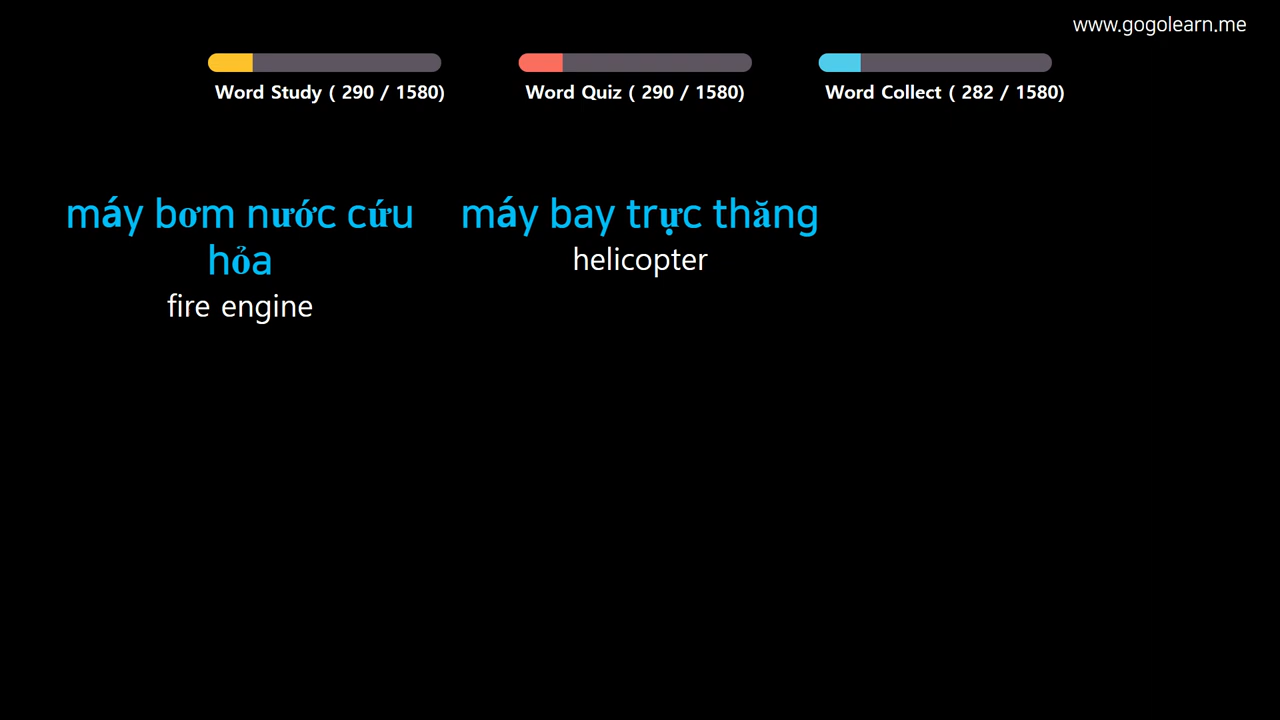 www.gogolearn.me
Word Study ( 290 / 1580)
Word Quiz ( 290 / 1580)
Word Collect ( 282 / 1580)
máy bơm nước cứu
hỏa
fire engine
máy bay trực thăng
helicopter